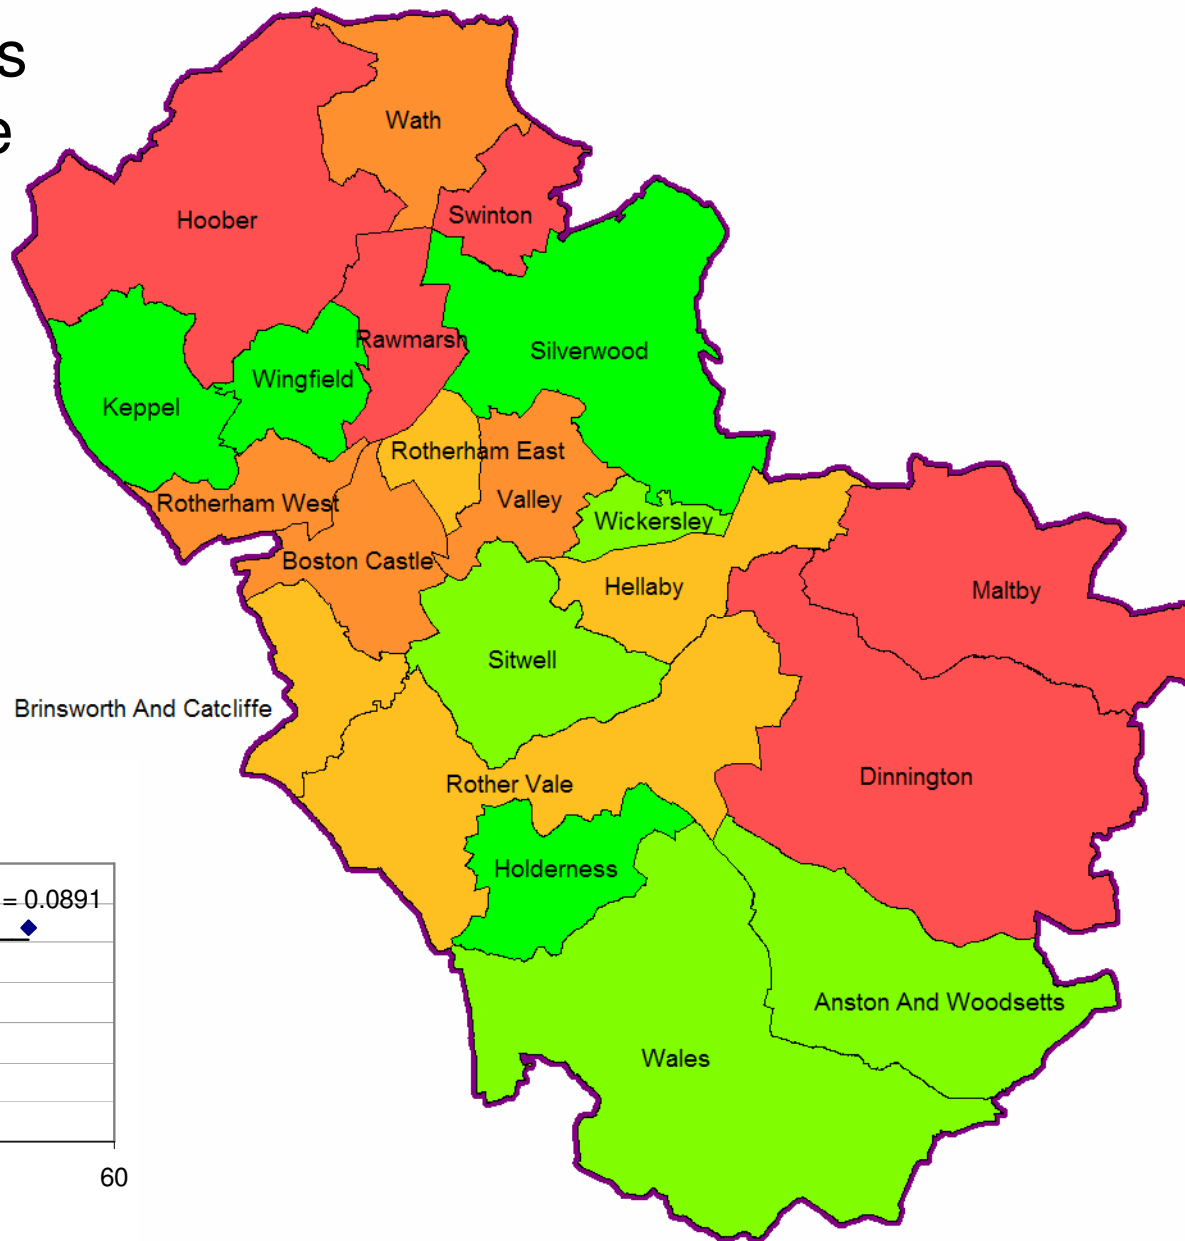 s
e
Wath
Hoober
Swinton
Rawmarsh
Silverwood
Wingfield
Keppel
Rotherham East
Rotherham West
Valley
Wickersley
Boston Castle
Hellaby
Maltby
Sitwell
Brinsworth And Catcliffe
Rother Vale
Dinnington
Holderness
= 0.0891
Anston And Woodsetts
Wales
60